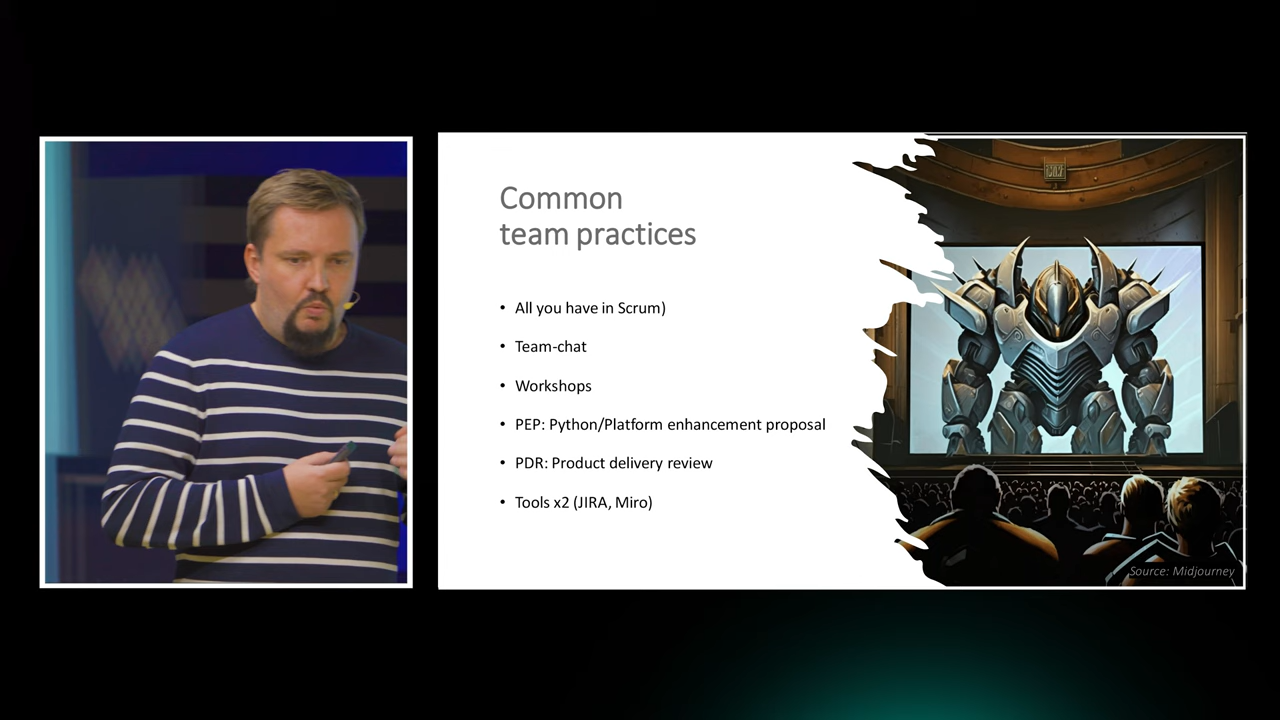 Common
team practices
• All you have in Scrum)
• Team-chat
• Workshops
• PEP: Python/Platform enhancement proposal
• PDR: Product delivery review
• Tools x2 (JIRA, Miro)
Source: Midjourney